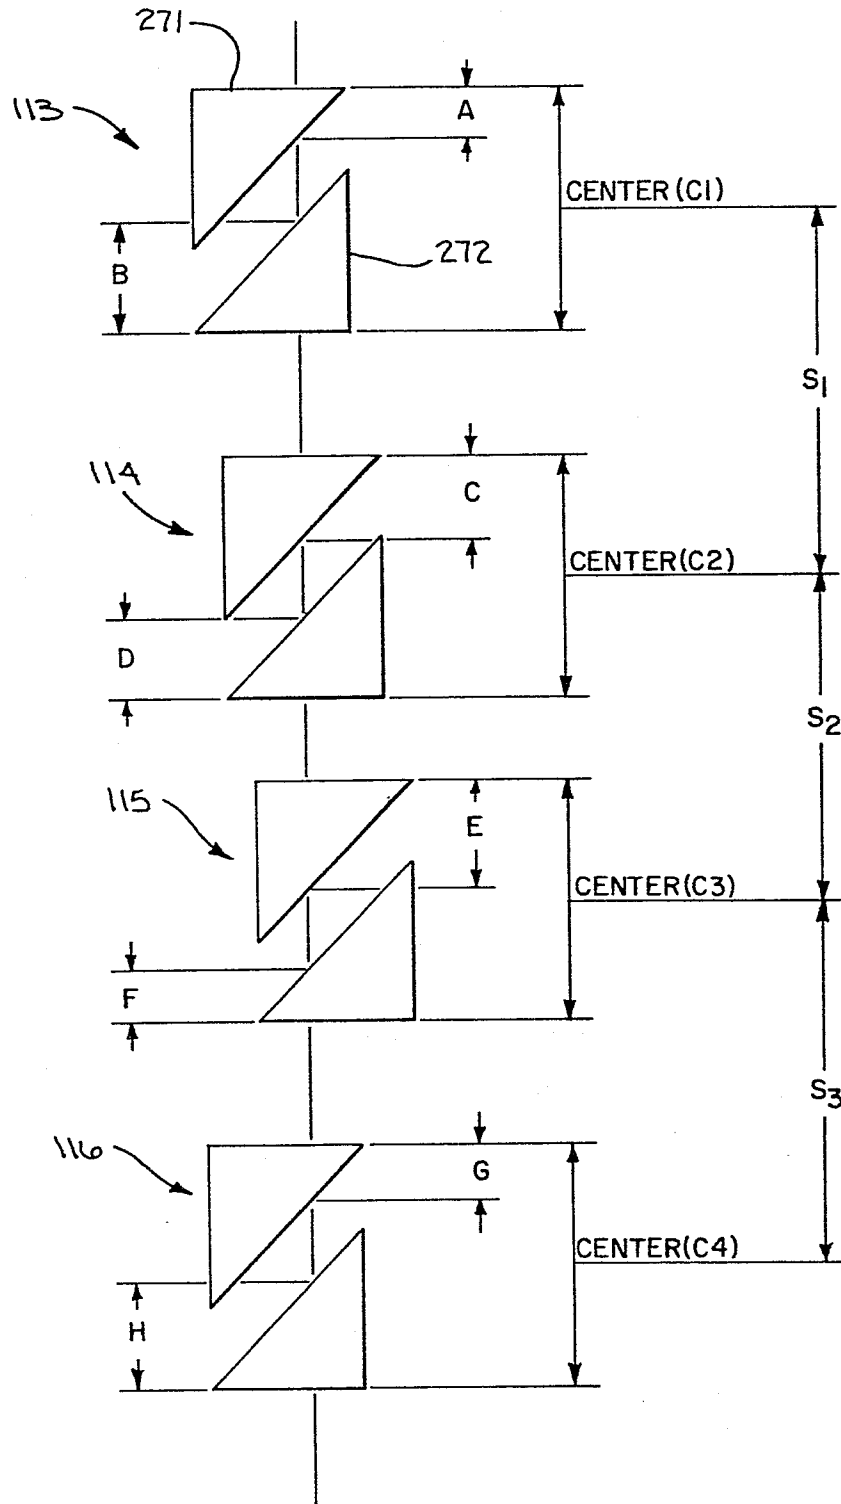 271
113
A
CENTER(C1)
B
272
S1
114
C
CENTER(C2)
D
S2
115
E
CENTER(C3)
F
S3
116
G
CENTER(C4)
H